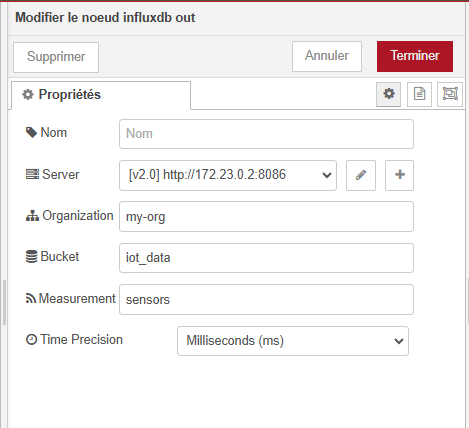 Modifier le noeud influxdb out
Supprimer Annuler Terminer
Propriétés
Nom Nom
Server [v2.0] http://172.23.0.2:8086
Organization my-org
Bucket iot_data
Measurement sensors
Time Precision Milliseconds (ms)